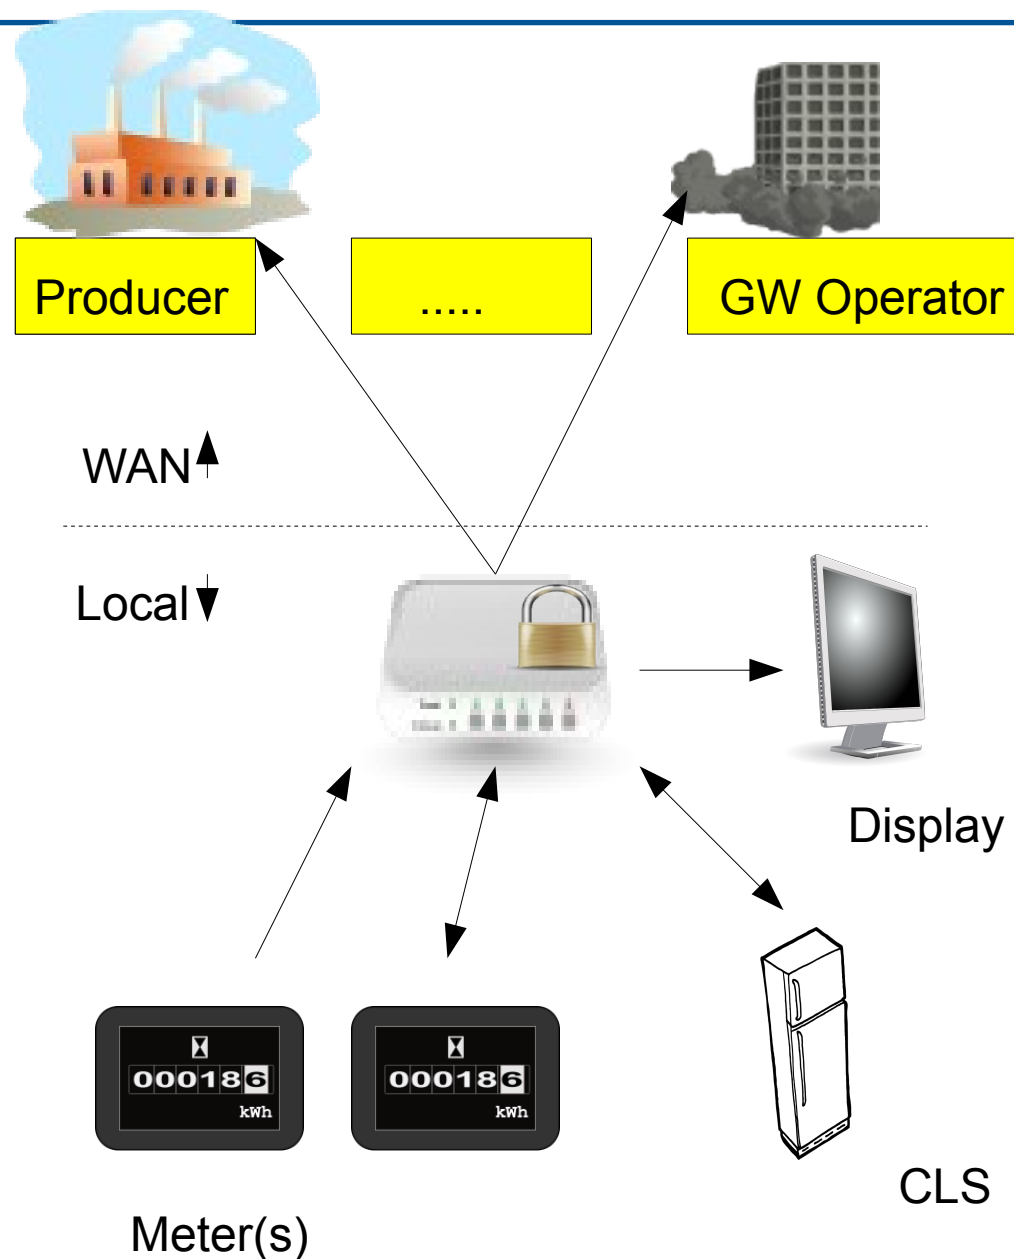 Producer
.....
GW Operator
WAN
Local
Display
000186
kWh
000186
kWh
CLS
Meter(s)